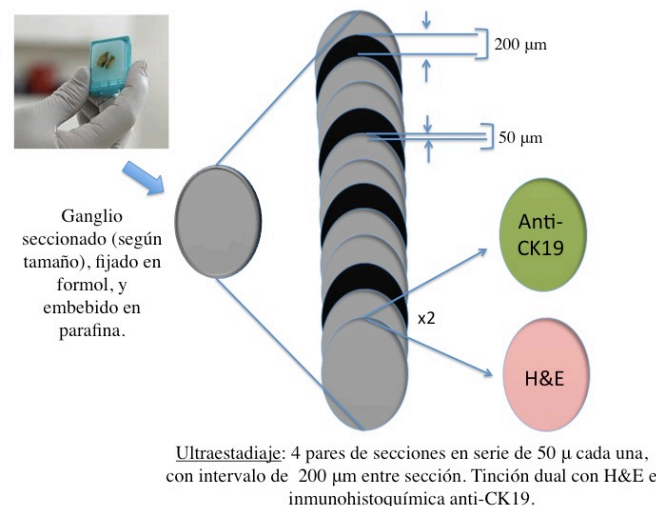 200 µm
50 µm
Ganglio
seccionado (según
tamaño), fijado en
formol, y
embebido en
parafina.
Anti-
CK19
x2
H&E
Ultraestadiaje: 4 pares de secciones en serie de 50 µ cada una,
con intervalo de 200 µm entre sección. Tinción dual con H&E e
inmunohistoquímica anti-CK19.